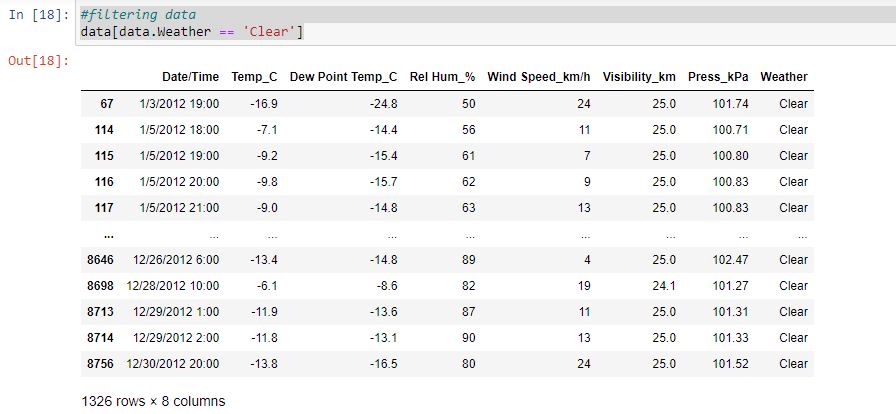 In [18]: #filtering data
data[data.Weather == 'Clear']
Out[18]:
Date/Time Temp_C Dew Point Temp_C Rel Hum_% Wind Speed_km/h Visibility_km Press_kPa Weather
67 1/3/2012 19:00 -16.9 -24.8 50 24 25.0 101.74 Clear
114 1/5/2012 18:00 -7.1 -14.4 56 11 25.0 100.71 Clear
115 1/5/2012 19:00 -9.2 -15.4 61 7 25.0 100.80 Clear
116 1/5/2012 20:00 -9.8 -15.7 62 9 25.0 100.83 Clear
117 1/5/2012 21:00 -9.0 -14.8 63 13 25.0 100.83 Clear
... ... ... ... ... ... ... ... ...
8646 12/26/2012 6:00 -13.4 -14.8 89 4 25.0 102.47 Clear
8698 12/28/2012 10:00 -6.1 -8.6 82 19 24.1 101.27 Clear
8713 12/29/2012 1:00 -11.9 -13.6 87 11 25.0 101.31 Clear
8714 12/29/2012 2:00 -11.8 -13.1 90 13 25.0 101.33 Clear
8756 12/30/2012 20:00 -13.8 -16.5 80 24 25.0 101.52 Clear
1326 rows × 8 columns